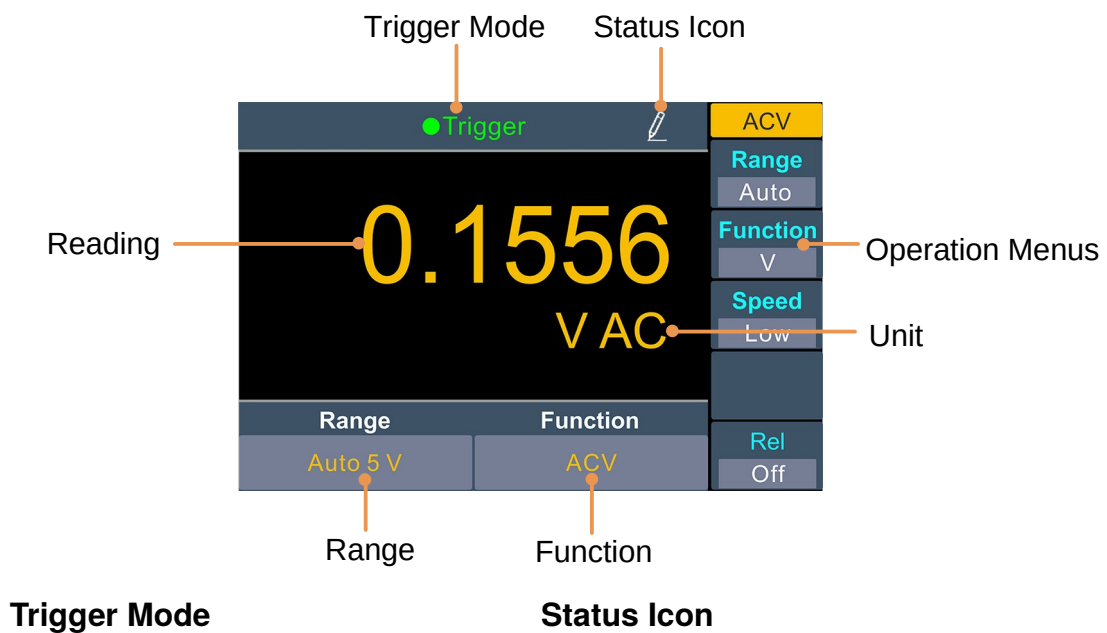 Trigger Mode Status Icon
Trigger
ACV
Range
Auto
Reading
0.1556
Function
V
Operation Menus
V AC
Speed
Low
Unit
Range Function
Auto 5 V ACV
Rel
Off
Range Function
Trigger Mode Status Icon